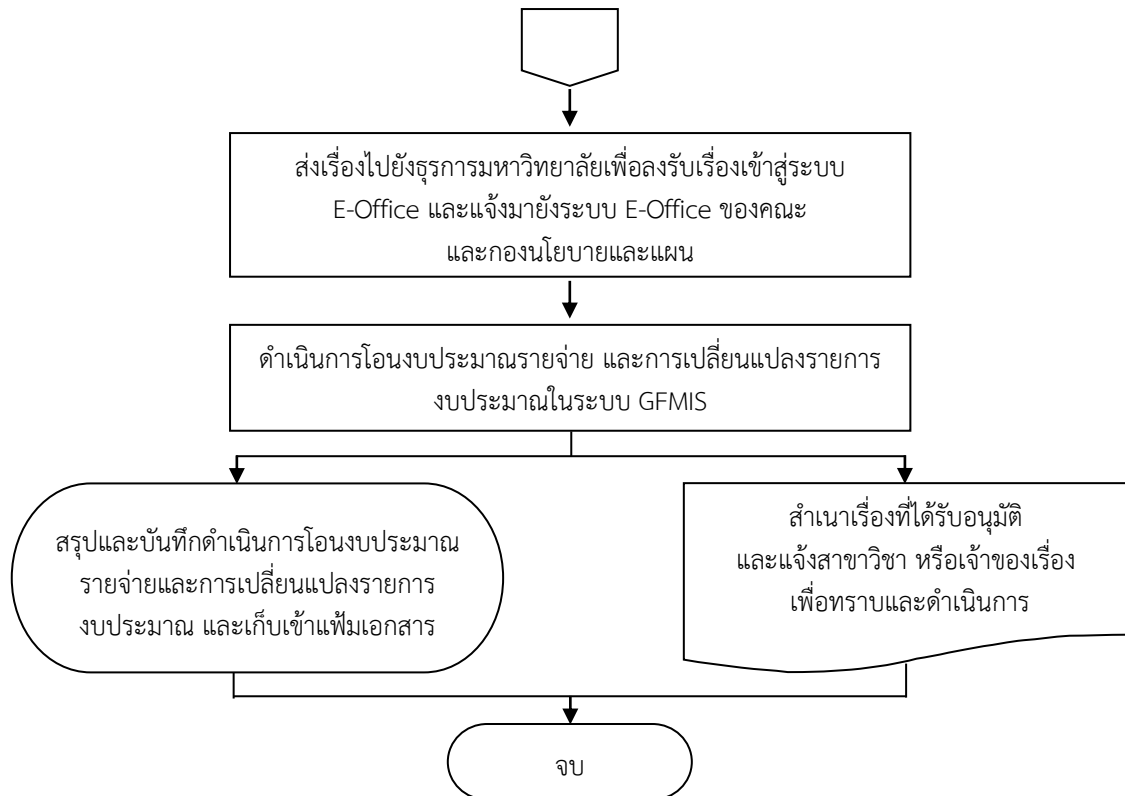 ส่งเรื่องไปยังธุรการมหาวิทยาลัยเพื่อลงรับเรื่องเข้าสู่ระบบ
E-Office และแจ้งมายังระบบ E-Office ของคณะ
และกองนโยบายและแผน
ดำเนินการโอนงบประมาณรายจ่าย และการเปลี่ยนแปลงรายการ
งบประมาณในระบบ GFMIS
สรุปและบันทึกดำเนินการโอนงบประมาณ
รายจ่ายและการเปลี่ยนแปลงรายการ
งบประมาณ และเก็บเข้าแฟ้มเอกสาร
สำเนาเรื่องที่ได้รับอนุมัติ
และแจ้งสาขาวิชา หรือเจ้าของเรื่อง
เพื่อทราบและดำเนินการ
จบ